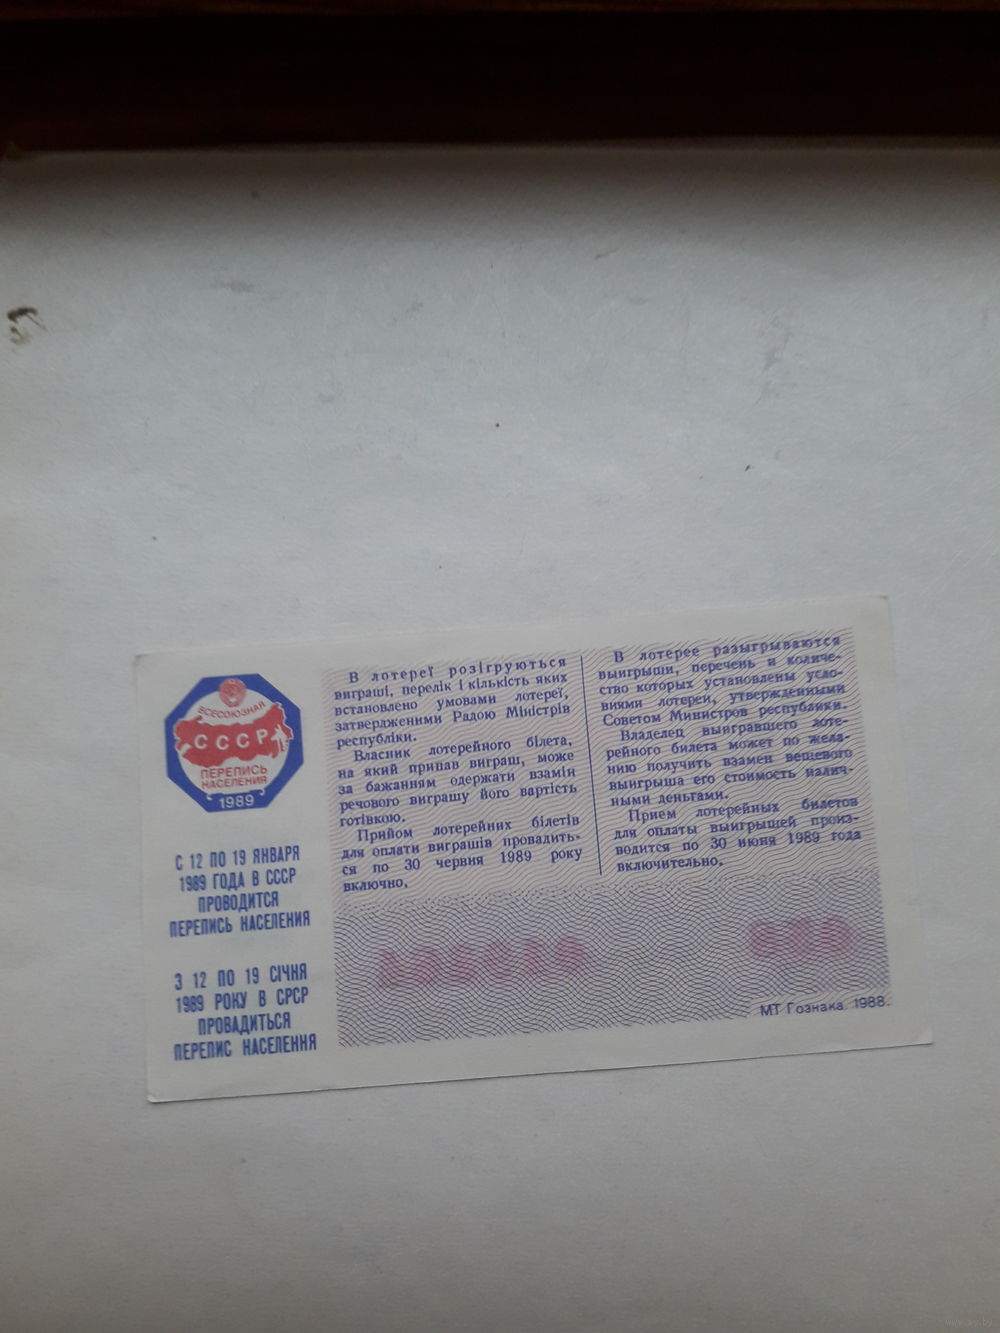 ВСЕСОЮЗНАЯ
СССР
ПЕРЕПИСЬ
НАСЕЛЕНИЯ
1989
С 12 ПО 19 ЯНВАРЯ
1989 ГОДА В СССР
ПРОВОДИТСЯ
ПЕРЕПИСЬ НАСЕЛЕНИЯ
З 12 ПО 19 СІЧНЯ
1989 РОКУ В СРСР
ПРОВАДИТЬСЯ
ПЕРЕПИС НАСЕЛЕННЯ
В лотереї розігруються
виграші, перелік і кількість яких
встановлено умовами лотереї,
затвердженими Радою Міністрів
республіки.
Власник лотерейного білета,
на який припав виграш, може
за бажанням одержати взамін
речового виграшу його вартість
готівкою.
Прийом лотерейних білетів
для оплати виграшів провадить-
ся по 30 червня 1989 року
включно.
В лотерее разыгрываются
выигрыши, перечень и количе-
ство которых установлены усло-
виями лотереи, утвержденными
Советом Министров республики.
Владелец выигравшего лоте-
рейного билета может по жела-
нию получить взамен вещевого
выигрыша его стоимость налич-
ными деньгами.
Прием лотерейных билетов
для оплаты выигрышей произ-
водится по 30 июня 1989 года
включительно.
МТ Гознака. 1988.